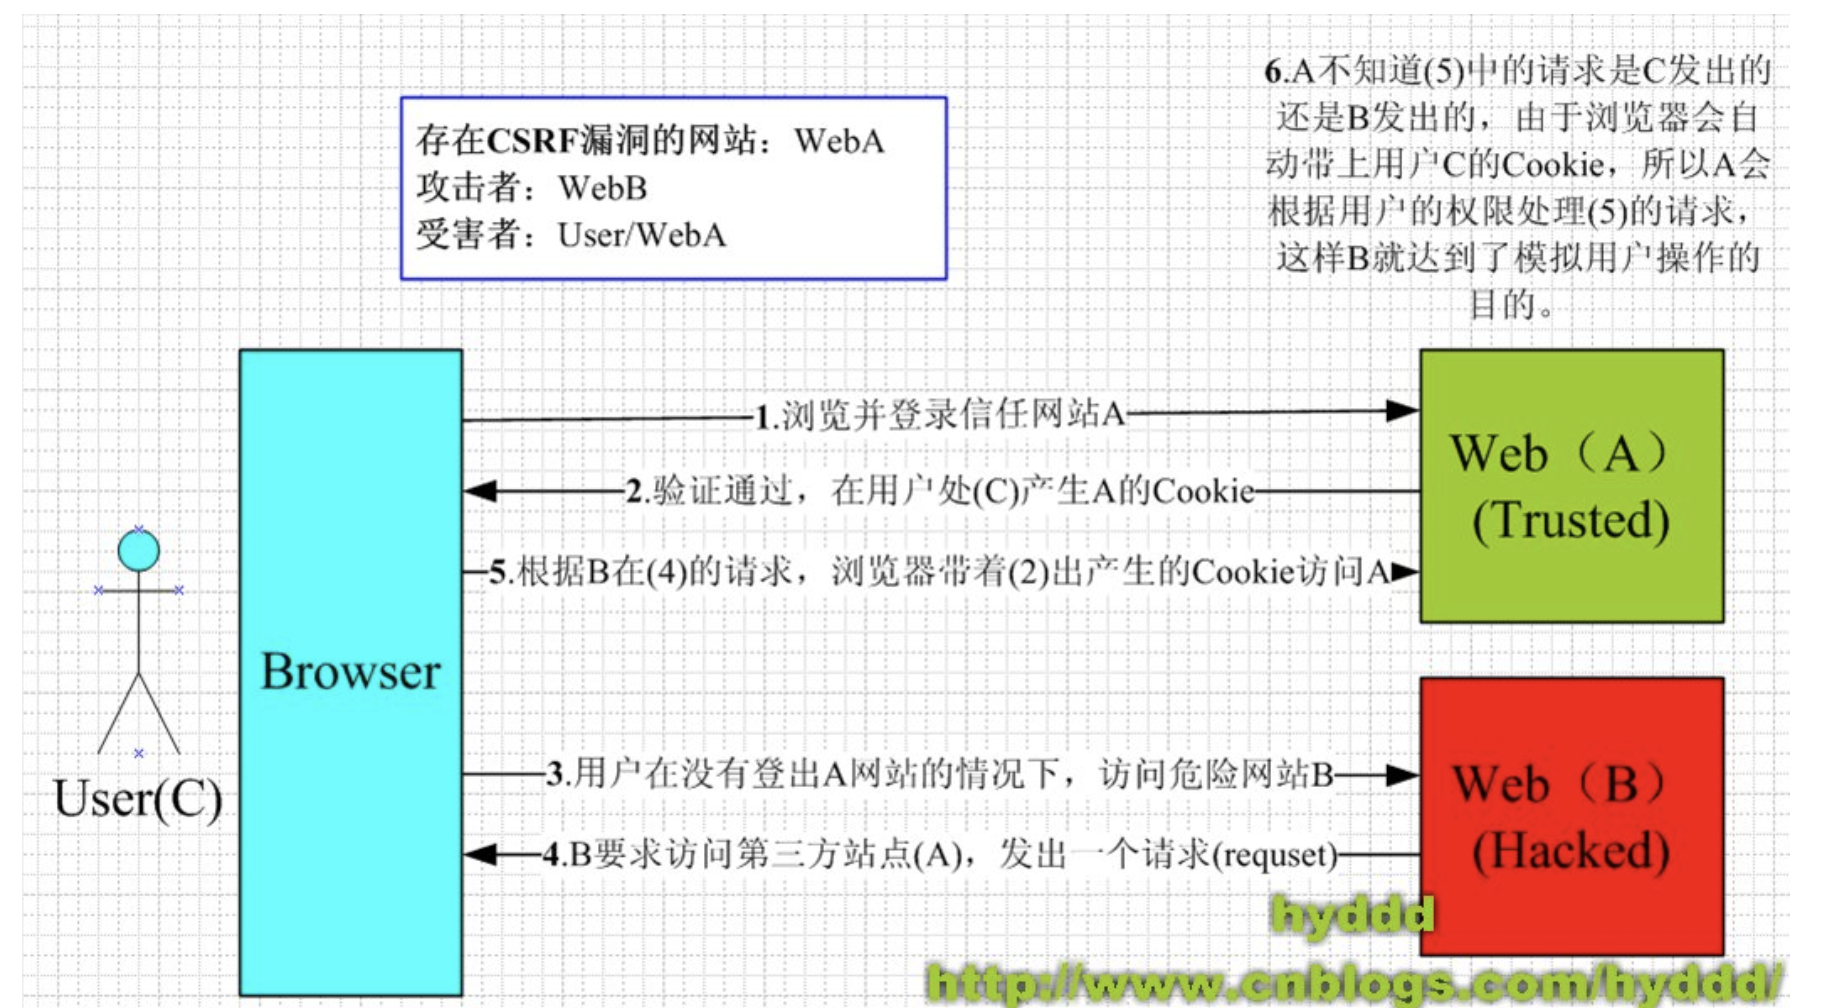 存在CSRF漏洞的网站：WebA
攻击者：WebB
受害者：User/WebA
6.A不知道(5)中的请求是C发出的
还是B发出的，由于浏览器会自
动带上用户C的Cookie，所以A会
根据用户的权限处理(5)的请求，
这样B就达到了模拟用户操作的
目的。
1.浏览并登录信任网站A
2.验证通过，在用户处(C)产生A的Cookie
5.根据B在(4)的请求，浏览器带着(2)出产生的Cookie访问A
Web（A）
(Trusted)
Browser
User(C)
3.用户在没有登出A网站的情况下，访问危险网站B
4.B要求访问第三方站点(A)，发出一个请求(requset)
Web（B）
(Hacked)
hyddd
http://www.cnblogs.com/hyddd/